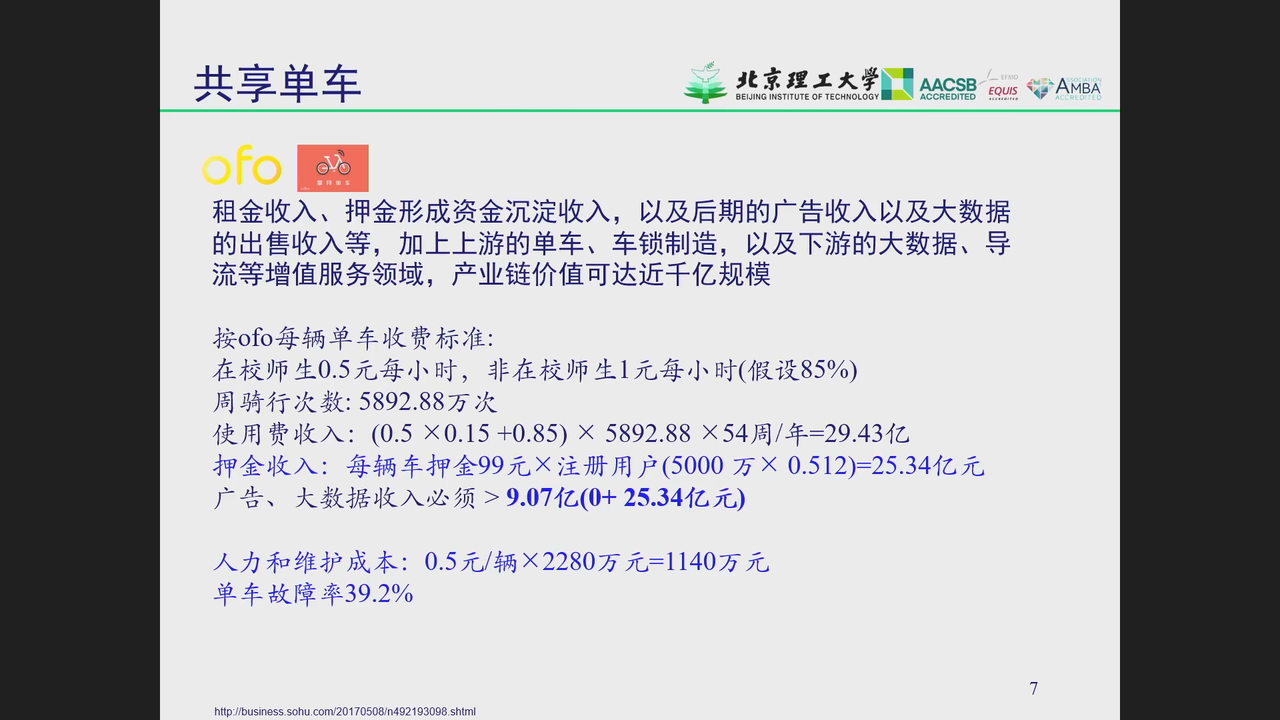 共享单车
北京理工大学
BEIJING INSTITUTE OF TECHNOLOGY
AACSB
ACCREDITED
EFMD
EQUIS
ACCREDITED
ASSOCIATION
AMBA
ACCREDITED
ofo
摩拜单车
租金收入、押金形成资金沉淀收入，以及后期的广告收入以及大数据
的出售收入等，加上上游的单车、车锁制造，以及下游的大数据、导
流等增值服务领域，产业链价值可达近千亿规模
按ofo每辆单车收费标准:
在校师生0.5元每小时，非在校师生1元每小时(假设85%)
周骑行次数: 5892.88万次
使用费收入：(0.5 ×0.15 +0.85) × 5892.88 ×54周/年=29.43亿
押金收入：每辆车押金99元×注册用户(5000 万× 0.512)=25.34亿元
广告、大数据收入必须 > 9.07亿(0+ 25.34亿元)
人力和维护成本：0.5元/辆×2280万元=1140万元
单车故障率39.2%
7
http://business.sohu.com/20170508/n492193098.shtml